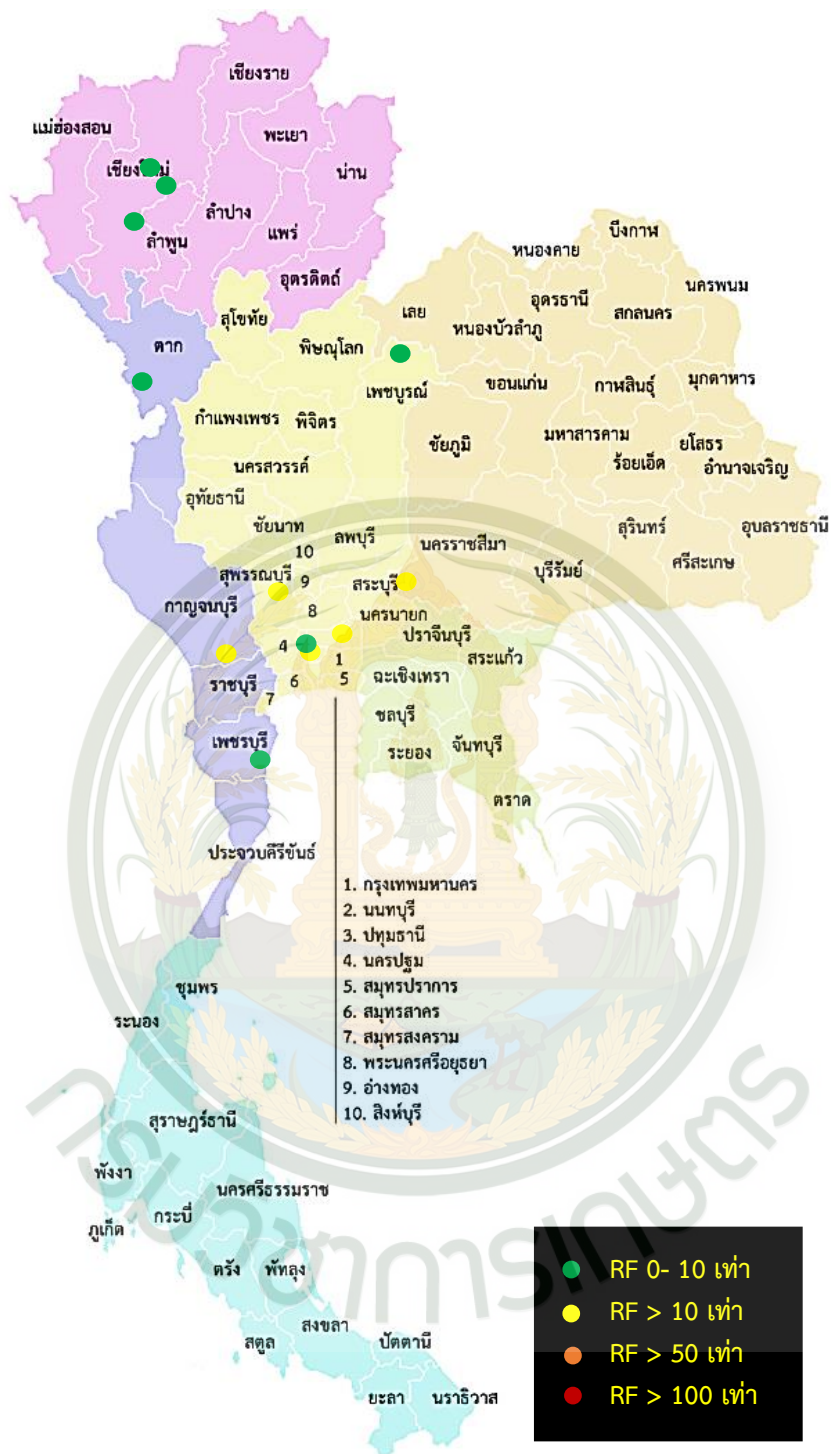 เชียงราย
แม่ฮ่องสอน
พะเยา
เชียงใหม่
น่าน
ลำปาง
แพร่
ลำพูน
อุตรดิตถ์
บึงกาฬ
หนองคาย
นครพนม
อุดรธานี
เลย
สกลนคร
สุโขทัย
หนองบัวลำภู
ตาก
พิษณุโลก
ขอนแก่น
กาฬสินธุ์
มุกดาหาร
เพชบูรณ์
กำแพงเพชร
พิจิตร
ชัยภูมิ
มหาสารคาม
ยโสธร
ร้อยเอ็ด
อำนาจเจริญ
นครสวรรค์
อุทัยธานี
ชัยนาท
ลพบุรี
นครราชสีมา
สุรินทร์
อุบลราชธานี
10
ศรีสะเกษ
บุรีรัมย์
สุพรรณบุรี
9
สระบุรี
กาญจนบุรี
8
นครนายก
ปราจีนบุรี
4
1
สระแก้ว
ราชบุรี
6
5
ฉะเชิงเทรา
7
ชลบุรี
เพชรบุรี
ระยอง
จันทบุรี
ตราด
ประจวบคีรีขันธ์
1. กรุงเทพมหานคร
2. นนทบุรี
3. ปทุมธานี
4. นครปฐม
5. สมุทรปราการ
6. สมุทรสาคร
7. สมุทรสงคราม
8. พระนครศรีอยุธยา
9. อ่างทอง
10. สิงห์บุรี
ชุมพร
ระนอง
สุราษฎร์ธานี
พังงา
นครศรีธรรมราช
กระบี่
ภูเก็ต
ตรัง
พัทลุง
สงขลา
สตูล
ปัตตานี
ยะลา
นราธิวาส
กรมวิชาการเกษตร
RF 0- 10 เท่า
RF > 10 เท่า
RF > 50 เท่า
RF > 100 เท่า